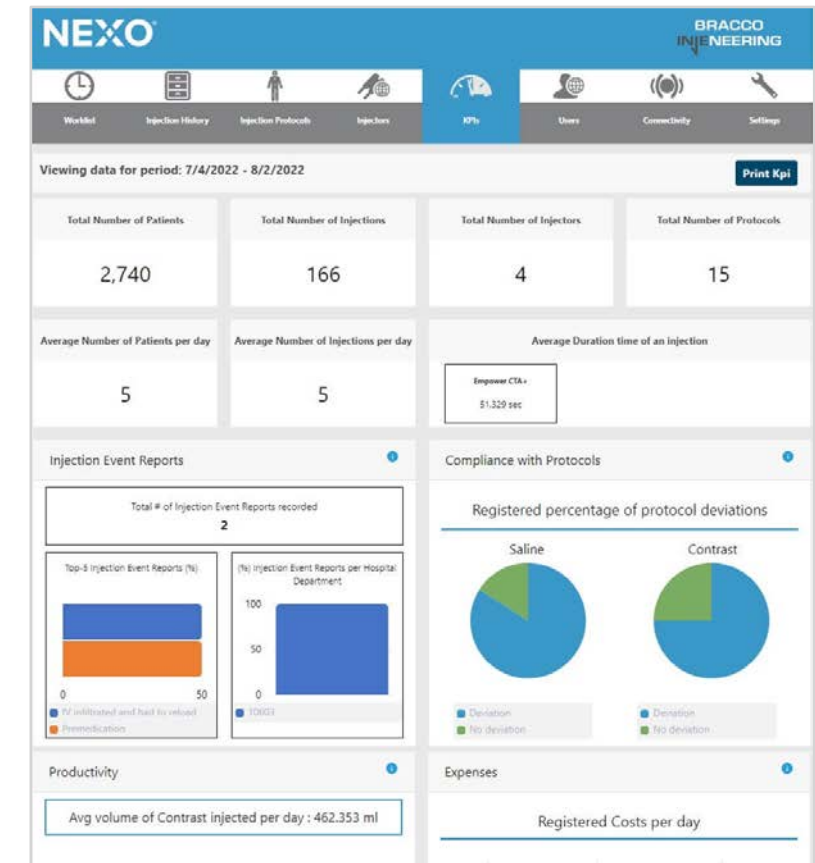 NEXO
BRACCO
INJENEERING
Worklist
Injection History
Injection Protocols
Injectors
KPIs
Users
Connectivity
Settings
Viewing data for period: 7/4/2022 - 8/2/2022
Print Kpi
Total Number of Patients
Total Number of Injections
Total Number of Injectors
Total Number of Protocols
2,740
166
4
15
Average Number of Patients per day
Average Number of Injections per day
Average Duration time of an injection
5
5
Empower CTA+
51.329 sec
Injection Event Reports
Total # of Injection Event Reports recorded
2
Top-5 Injection Event Reports (%)
0
50
IV infiltrated and had to reload
Premedication
(%) Injection Event Reports per Hospital
Department
100
50
0
Compliance with Protocols
Registered percentage of protocol deviations
Saline
Contrast
Deviation
No deviation
Deviation
No deviation
Productivity
Avg volume of Contrast injected per day : 462.353 ml
Expenses
Registered Costs per day